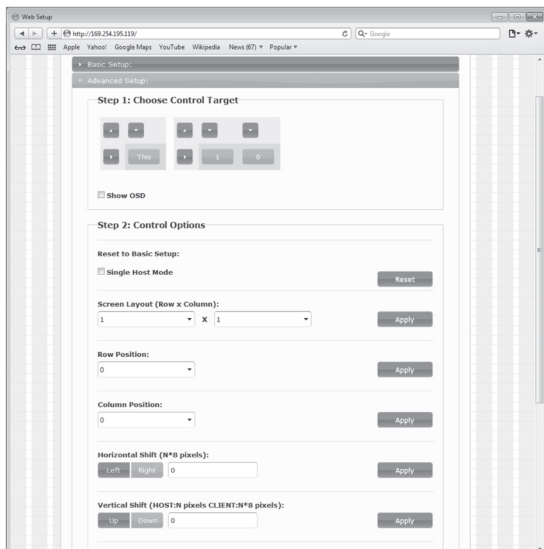 Web Setup
http://169.254.195.119/
Google
Apple Yahoo! Google Maps YouTube Wikipedia News (67) Popular
Basic Setup:
Advanced Setup:
Step 1: Choose Control Target
This 1 0
Show OSD
Step 2: Control Options
Reset to Basic Setup:
Single Host Mode
Reset
Screen Layout (Row x Column):
1 X 1 Apply
Row Position:
0 Apply
Column Position:
0 Apply
Horizontal Shift (N*8 pixels):
Left Right 0 Apply
Vertical Shift (HOST:N pixels CLIENT:N*8 pixels):
Up Down 0 Apply